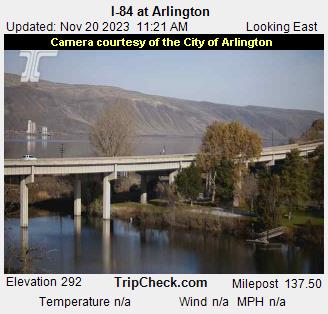 I-84 at Arlington
Updated: Nov 20 2023 11:21 AM Looking East
Camera courtesy of the City of Arlington
Elevation 292 TripCheck.com Milepost 137.50
Temperature n/a Wind n/a MPH n/a